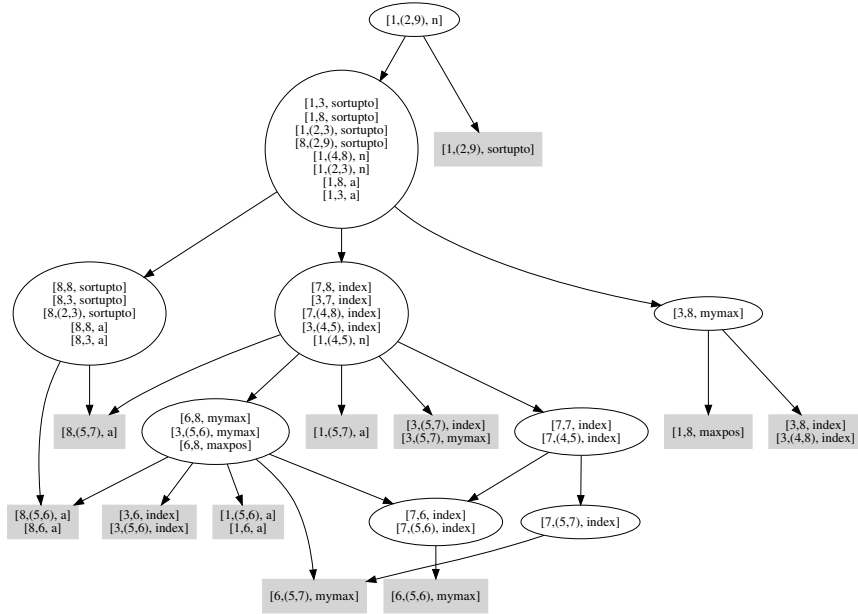 [1,(2,9), n]
[1,3, sortupto]
[1,8, sortupto]
[1,(2,3), sortupto]
[8,(2,9), sortupto]
[1,(4,8), n]
[1,(2,3), n]
[1,8, a]
[1,3, a]
[1,(2,9), sortupto]
[8,8, sortupto]
[8,3, sortupto]
[8,(2,3), sortupto]
[8,8, a]
[8,3, a]
[7,8, index]
[3,7, index]
[7,(4,8), index]
[3,(4,5), index]
[1,(4,5), n]
[3,8, mymax]
[8,(5,7), a]
[6,8, mymax]
[3,(5,6), mymax]
[6,8, maxpos]
[1,(5,7), a]
[3,(5,7), index]
[3,(5,7), mymax]
[7,7, index]
[7,(4,5), index]
[1,8, maxpos]
[3,8, index]
[3,(4,8), index]
[8,(5,6), a]
[8,6, a]
[3,6, index]
[3,(5,6), index]
[1,(5,6), a]
[1,6, a]
[7,6, index]
[7,(5,6), index]
[7,(5,7), index]
[6,(5,7), mymax]
[6,(5,6), mymax]